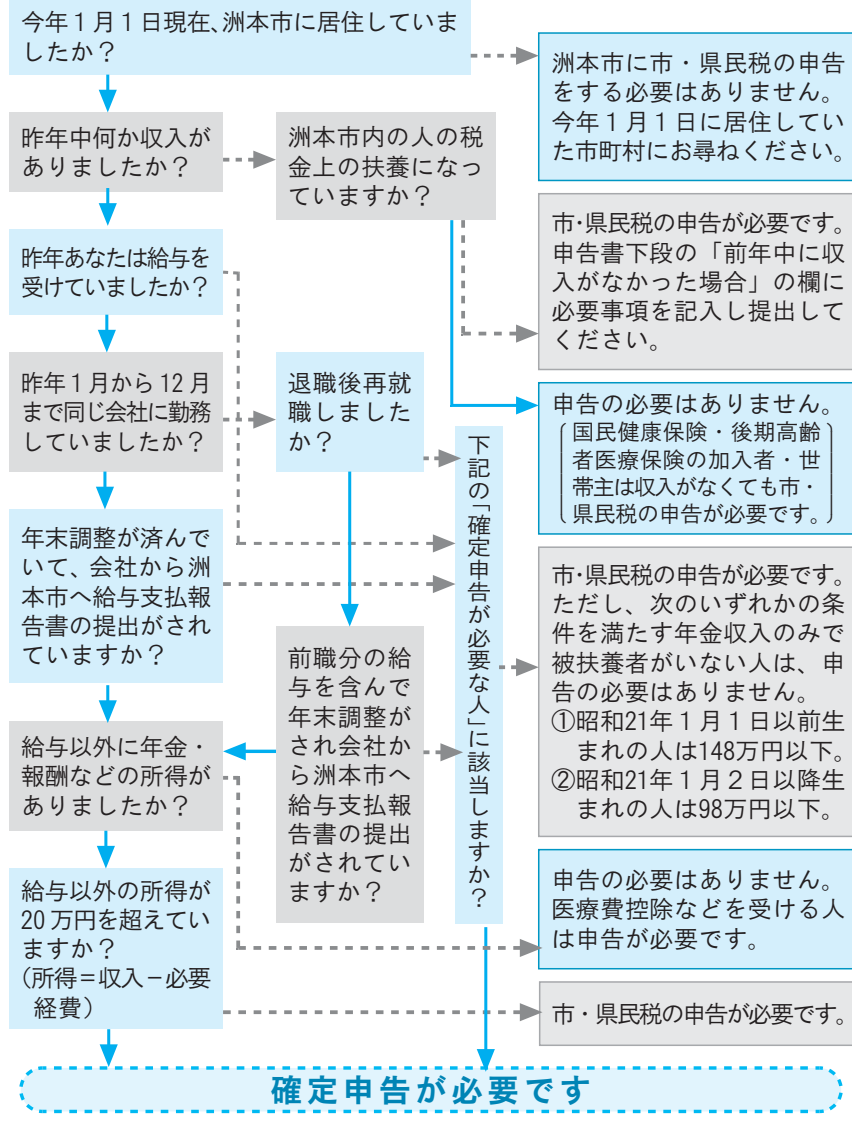 今年１月１日現在、洲本市に居住していま
したか？
洲本市に市・県民税の申告
をする必要はありません。
今年１月１日に居住してい
た市町村にお尋ねください。
昨年中何か収入が
ありましたか？
洲本市内の人の税
金上の扶養になっ
ていますか？
市・県民税の申告が必要です。
申告書下段の「前年中に収
入がなかった場合」の欄に
必要事項を記入し提出して
ください。
昨年あなたは給与を
受けていましたか？
昨年１月から12月
まで同じ会社に勤務
していましたか？
退職後再就
職しました
か？
申告の必要はありません。
国民健康保険・後期高齢
者医療保険の加入者・世
帯主は収入がなくても市・
県民税の申告が必要です。
下記の「確定申告が必要な人」に該当しますか？
年末調整が済んで
いて、会社から洲
本市へ給与支払報
告書の提出がされ
ていますか？
市・県民税の申告が必要です。
ただし、次のいずれかの条
件を満たす年金収入のみで
被扶養者がいない人は、申
告の必要はありません。
①昭和21年１月１日以前生
まれの人は148万円以下。
②昭和21年１月２日以降生
まれの人は98万円以下。
前職分の給
与を含んで
年末調整が
され会社か
ら洲本市へ
給与支払報
告書の提出
がされてい
ますか？
給与以外に年金・
報酬などの所得が
ありましたか？
給与以外の所得が
20万円を超えてい
ますか？
（所得＝収入－必要
経費）
申告の必要はありません。
医療費控除などを受ける人
は申告が必要です。
市・県民税の申告が必要です。
確定申告が必要です